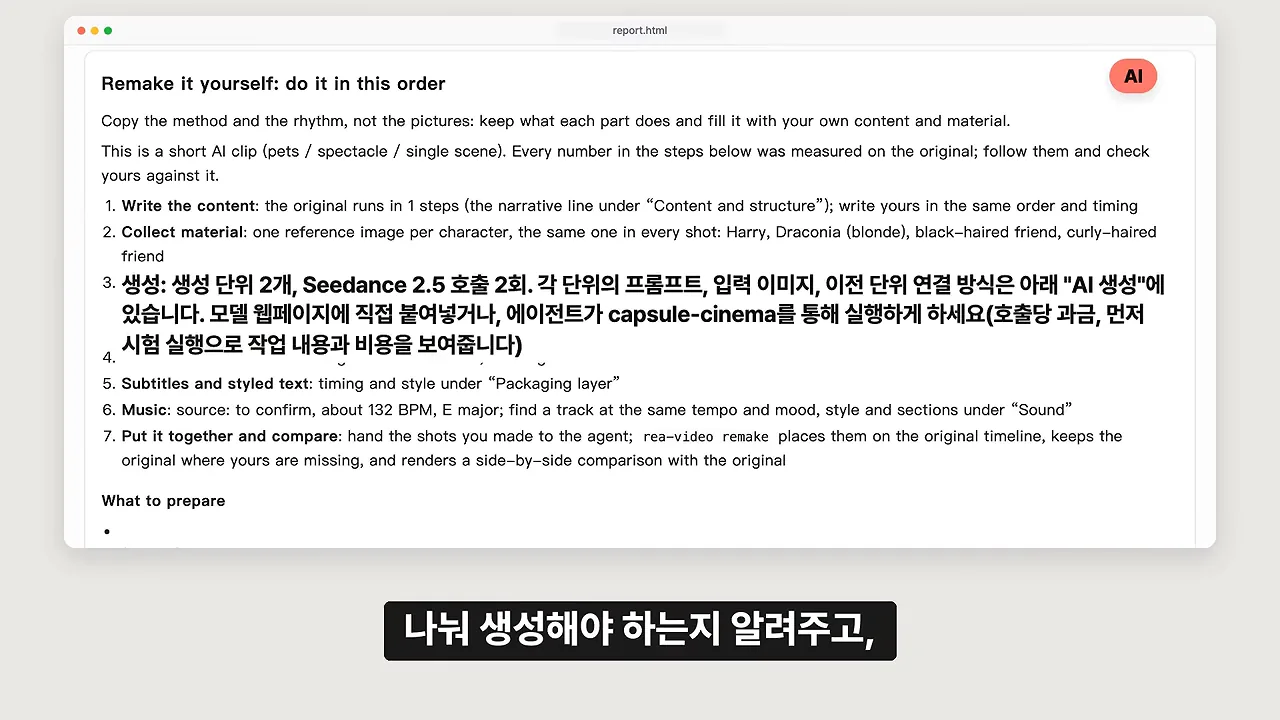 report.html
AI
Remake it yourself: do it in this order
Copy the method and the rhythm, not the pictures: keep what each part does and fill it with your own content and material.
This is a short AI clip (pets / spectacle / single scene). Every number in the steps below was measured on the original; follow them and check
yours against it.
1. Write the content: the original runs in 1 steps (the narrative line under “Content and structure”); write yours in the same order and timing
2. Collect material: one reference image per character, the same one in every shot: Harry, Draconia (blonde), black-haired friend, curly-haired
friend
3. 생성: 생성 단위 2개, Seedance 2.5 호출 2회. 각 단위의 프롬프트, 입력 이미지, 이전 단위 연결 방식은 아래 "AI 생성"에
있습니다. 모델 웹페이지에 직접 붙여넣거나, 에이전트가 capsule-cinema를 통해 실행하게 하세요(호출당 과금, 먼저
시험 실행으로 작업 내용과 비용을 보여줍니다)
4.
5. Subtitles and styled text: timing and style under “Packaging layer”
6. Music: source: to confirm, about 132 BPM, E major; find a track at the same tempo and mood, style and sections under “Sound”
7. Put it together and compare: hand the shots you made to the agent; rea-video remake places them on the original timeline, keeps the
original where yours are missing, and renders a side-by-side comparison with the original
What to prepare
나눠 생성해야 하는지 알려주고,